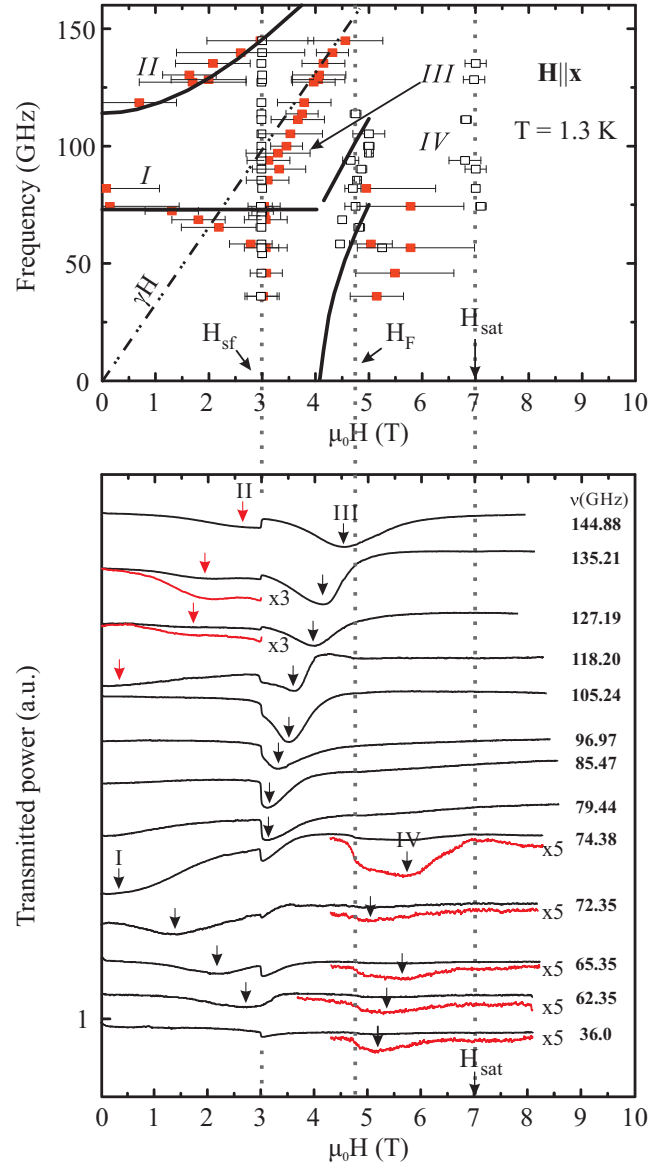 150
100
50
0
Frequency (GHz)
II
I
III
IV
H||x
T = 1.3 K
γH
H_sf
H_F
H_sat
0 1 2 3 4 5 6 7 8 9 10
μ₀H (T)
ν(GHz)
II
III
144.88
135.21
x3
127.19
x3
118.20
105.24
96.97
85.47
79.44
74.38
I
IV
x5
72.35
x5
65.35
x5
62.35
x5
36.0
x5
1
Transmitted power (a.u.)
H_sat
0 1 2 3 4 5 6 7 8 9 10
μ₀H (T)